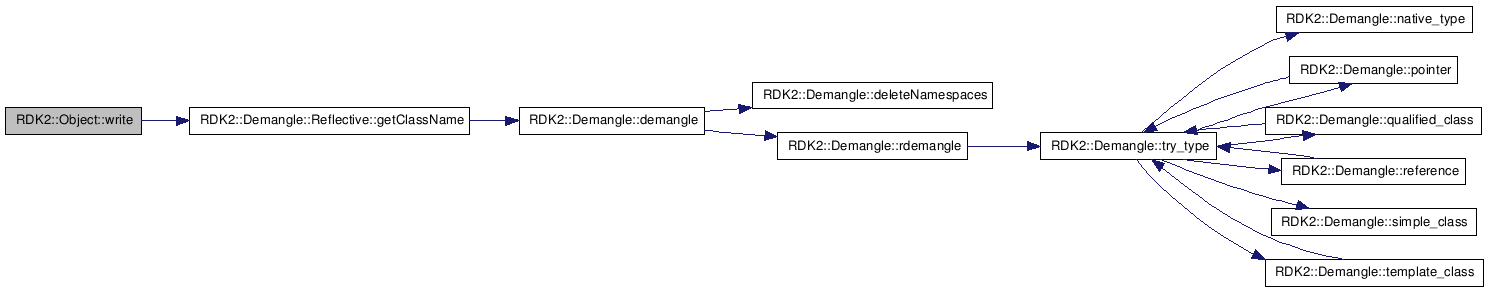 RDK2::Object::write
RDK2::Demangle::Reflective::getClassName
RDK2::Demangle::demangle
RDK2::Demangle::deleteNamespaces
RDK2::Demangle::rdemangle
RDK2::Demangle::try_type
RDK2::Demangle::native_type
RDK2::Demangle::pointer
RDK2::Demangle::qualified_class
RDK2::Demangle::reference
RDK2::Demangle::simple_class
RDK2::Demangle::template_class